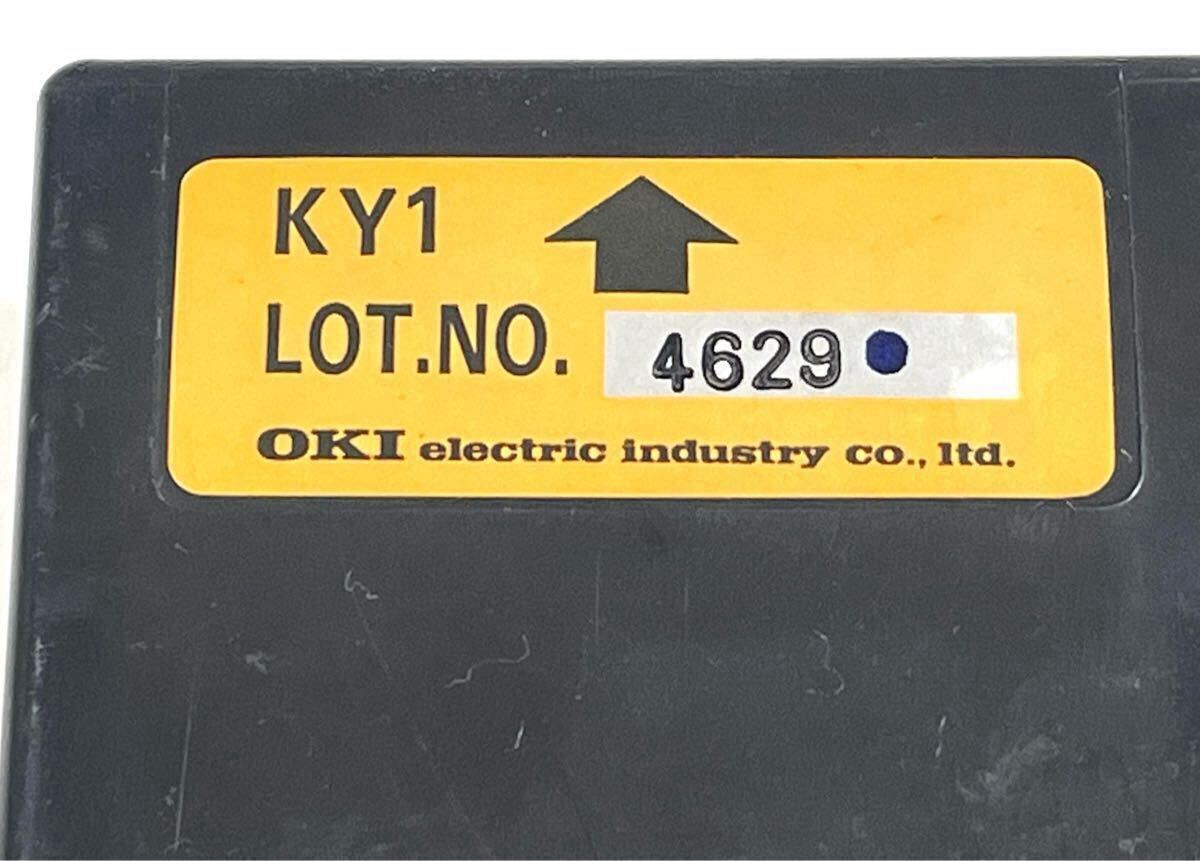 KY1
LOT.NO. 4629
OKI electric industry co., ltd.